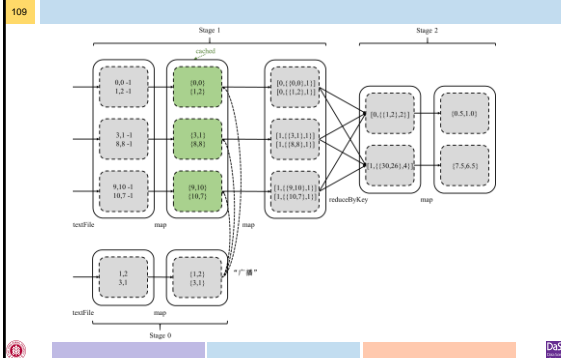 109
Stage 1
Stage 2
cached
0,0 -1
1,2 -1
{0,0}
{1,2}
[0,{{0,0},1}]
[0,{{1,2},1}]
3,1 -1
8,8 -1
{3,1}
{8,8}
[1,{{3,1},1}]
[1,{{8,8},1}]
9,10 -1
10,7 -1
{9,10}
{10,7}
[1,{{9,10},1}]
[1,{{10,7},1}]
[0,{{1,2},2}]
{0.5,1.0}
[1,{{30,26},4}]
{7.5,6.5}
textFile
map
map
reduceByKey
map
1,2
3,1
{1,2}
{3,1}
“广播”
textFile
map
Stage 0
DaS